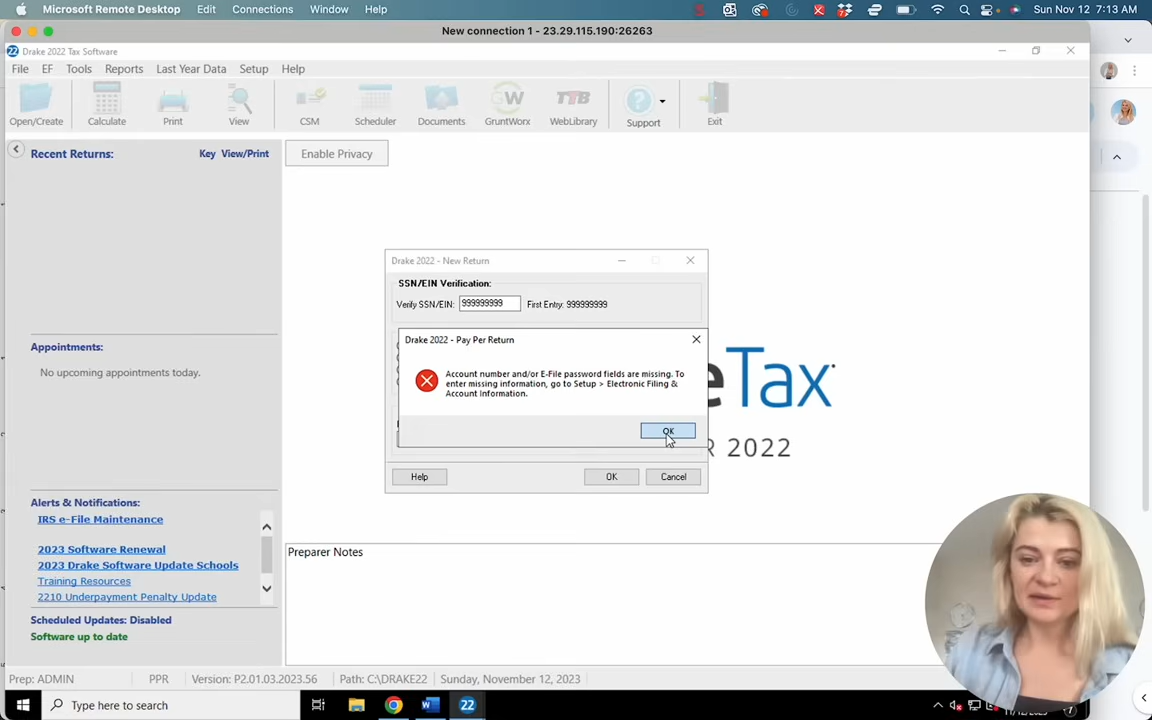 Microsoft Remote Desktop Edit Connections Window Help
Sun Nov 12 7:13 AM
New connection 1 - 23.29.115.190:26263
22 Drake 2022 Tax Software
File EF Tools Reports Last Year Data Setup Help
Open/Create Calculate Print View CSM Scheduler Documents GruntWorx WebLibrary Support Exit
Recent Returns: Key View/Print
Enable Privacy
Drake 2022 - New Return
SSN/EIN Verification:
Verify SSN/EIN: 999999999 First Entry: 999999999
Drake 2022 - Pay Per Return
Account number and/or E-File password fields are missing. To
enter missing information, go to Setup > Electronic Filing &
Account Information.
OK
Help OK Cancel
eTax
R 2022
Appointments:
No upcoming appointments today.
Alerts & Notifications:
IRS e-File Maintenance
2023 Software Renewal
2023 Drake Software Update Schools
Training Resources
2210 Underpayment Penalty Update
Scheduled Updates: Disabled
Software up to date
Preparer Notes
Prep: ADMIN PPR Version: P2.01.03.2023.56 Path: C:\DRAKE22 Sunday, November 12, 2023
Type here to search
22